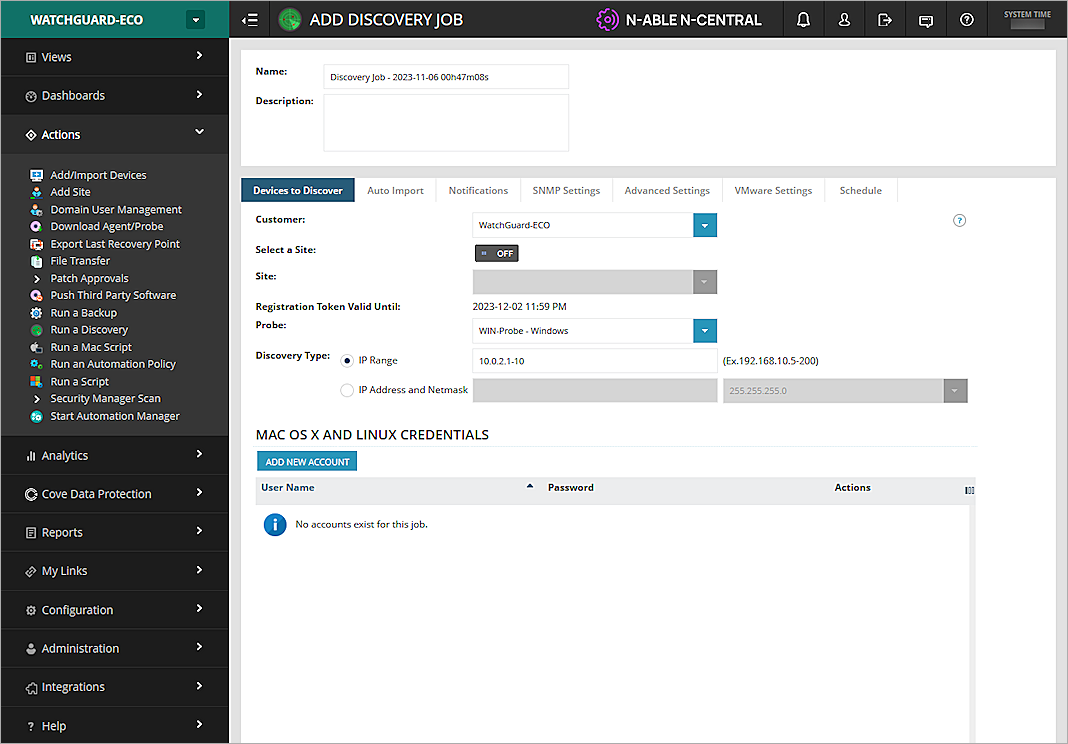 WATCHGUARD-ECO
ADD DISCOVERY JOB
N-ABLE N-CENTRAL
SYSTEM TIME
Views
Dashboards
Actions
Add/Import Devices
Add Site
Domain User Management
Download Agent/Probe
Export Last Recovery Point
File Transfer
Patch Approvals
Push Third Party Software
Run a Backup
Run a Discovery
Run a Mac Script
Run an Automation Policy
Run a Script
Security Manager Scan
Start Automation Manager
Analytics
Cove Data Protection
Reports
My Links
Configuration
Administration
Integrations
Help
Name: Discovery Job - 2023-11-06 00h47m08s
Description:
Devices to Discover Auto Import Notifications SNMP Settings Advanced Settings VMware Settings Schedule
Customer: WatchGuard-ECO
Select a Site: OFF
Site:
Registration Token Valid Until: 2023-12-02 11:59 PM
Probe: WIN-Probe - Windows
Discovery Type: IP Range 10.0.2.1-10 (Ex.192.168.10.5-200)
IP Address and Netmask 255.255.255.0
MAC OS X AND LINUX CREDENTIALS
ADD NEW ACCOUNT
User Name Password Actions
No accounts exist for this job.